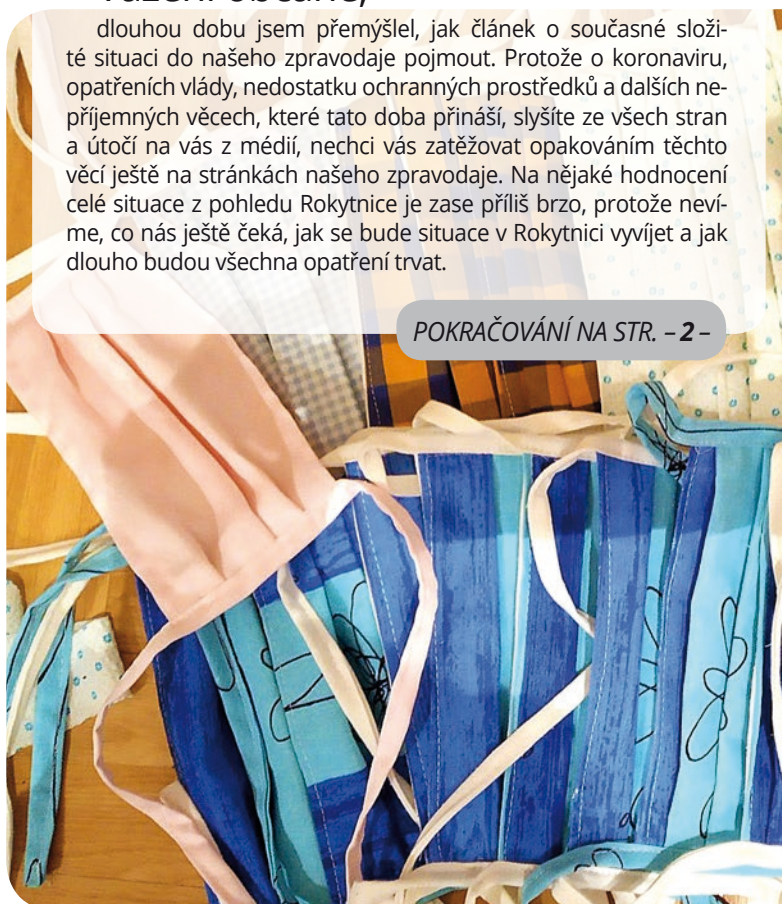 dlouhou dobu jsem přemýšlel, jak článek o současné složi-
té situaci do našeho zpravodaje pojmout. Protože o koronaviru,
opatřeních vlády, nedostatku ochranných prostředků a dalších ne-
příjemných věcech, které tato doba přináší, slyšíte ze všech stran
a útočí na vás z médií, nechci vás zatěžovat opakováním těchto
věcí ještě na stránkách našeho zpravodaje. Na nějaké hodnocení
celé situace z pohledu Rokytnice je zase příliš brzo, protože neví-
me, co nás ještě čeká, jak se bude situace v Rokytnici vyvíjet a jak
dlouho budou všechna opatření trvat.
POKRAČOVÁNÍ NA STR. – 2 –